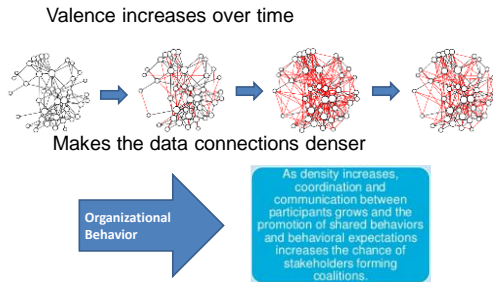 Valence increases over time
Makes the data connections denser
Organizational
Behavior
As density increases,
coordination and
communication between
participants grows and the
promotion of shared behaviors
and behavioral expectations
increases the chance of
stakeholders forming
coalitions.